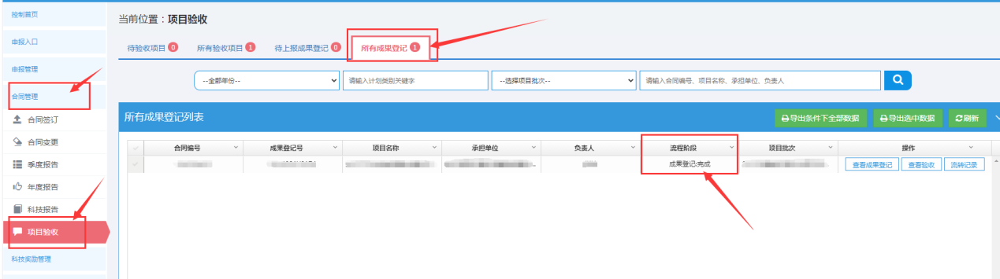 控制首页
申报入口
申报管理
合同管理
合同签订
合同变更
季度报告
年度报告
科技报告
项目验收
科技奖励管理
当前位置：项目验收
待验收项目 0 所有验收项目 1 待上报成果登记 0 所有成果登记 1
--全部年份-- 请输入计划类别关键字 --选择项目批次-- 请输入合同编号、项目名称、承担单位、负责人
所有成果登记列表 导出条件下全部数据 导出选中数据 刷新
合同编号 成果登记号 项目名称 承担单位 负责人 流程阶段 项目批次 操作
成果登记:完成 查看成果登记 查看验收 流转记录